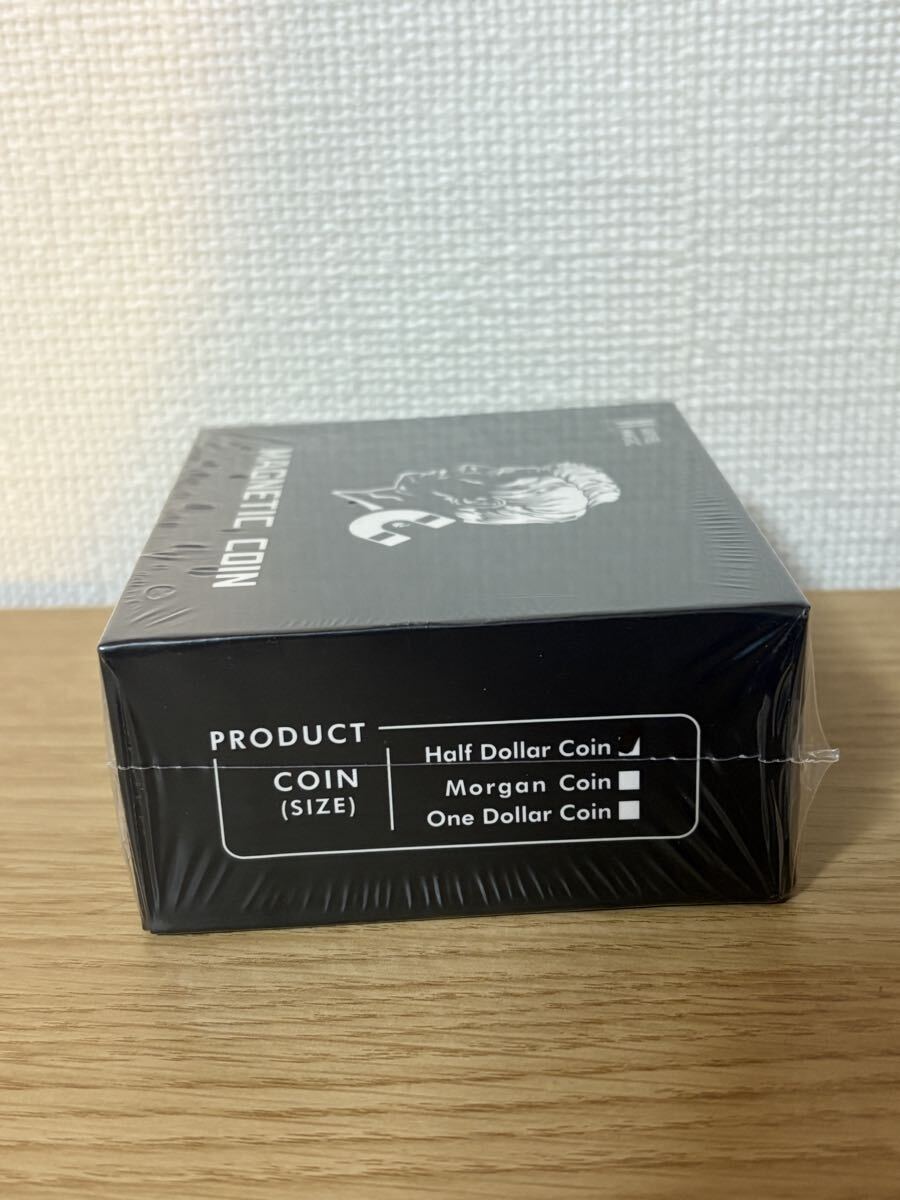 MAGNETIC COIN
PRODUCT
COIN
(SIZE)
Half Dollar Coin
Morgan Coin
One Dollar Coin